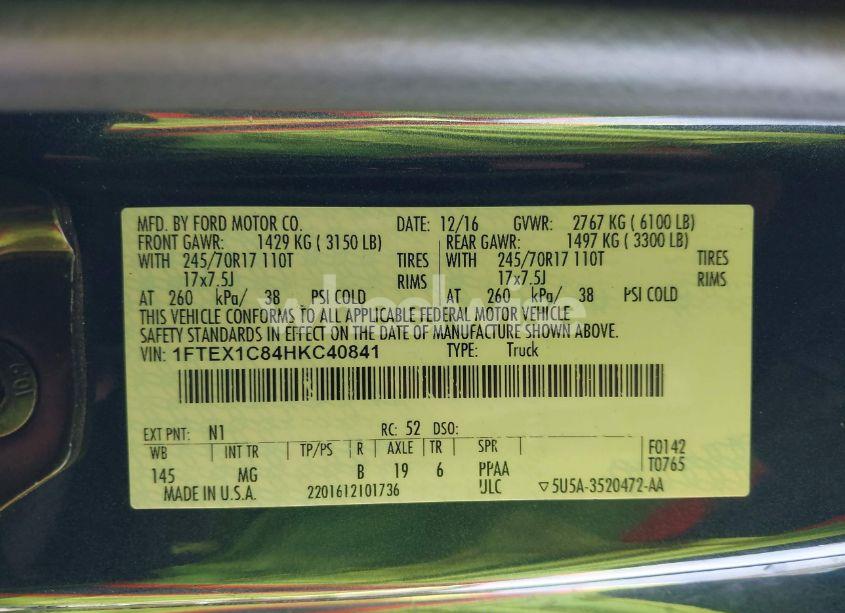 MFD. BY FORD MOTOR CO. DATE: 12/16 GVWR: 2767 KG ( 6100 LB)
FRONT GAWR: 1429 KG ( 3150 LB) REAR GAWR: 1497 KG ( 3300 LB)
WITH 245/70R17 110T TIRES WITH 245/70R17 110T TIRES
17x7.5J RIMS 17x7.5J RIMS
AT 260 kPa/ 38 PSI COLD AT 260 kPa/ 38 PSI COLD
THIS VEHICLE CONFORMS TO ALL APPLICABLE FEDERAL MOTOR VEHICLE
SAFETY STANDARDS IN EFFECT ON THE DATE OF MANUFACTURE SHOWN ABOVE.
VIN: 1FTEX1C84HKC40841 TYPE: Truck
EXT PNT: N1 RC: 52 DSO:
WB INT TR TP/PS R AXLE TR SPR F0142
145 MG B 19 6 PPAA T0765
MADE IN U.S.A. 2201612101736 ULC ▽5U5A-3520472-AA